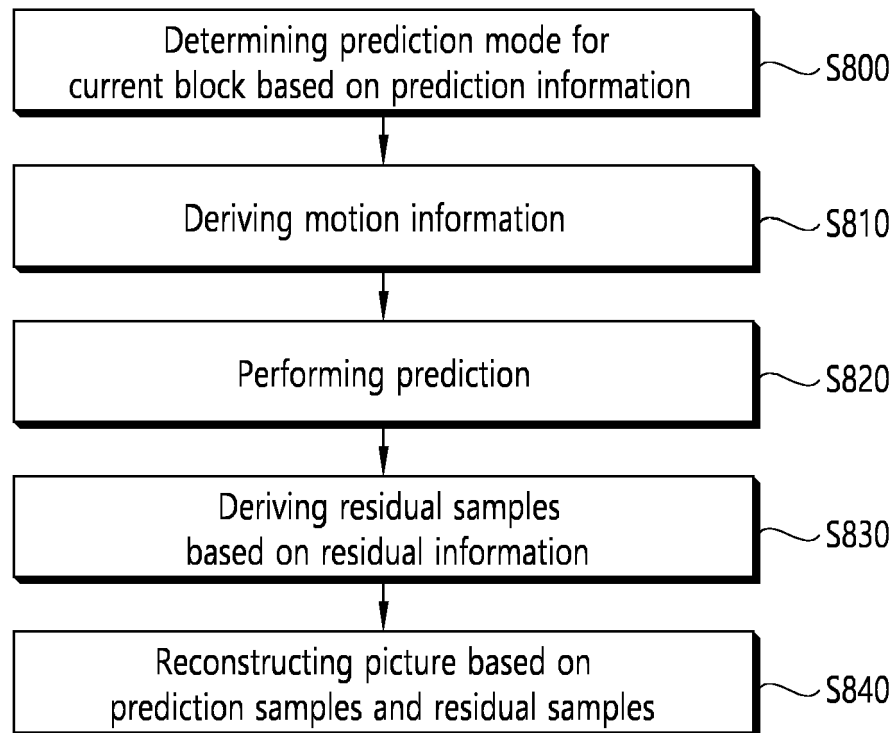 Determining prediction mode for
current block based on prediction information
S800
Deriving motion information
S810
Performing prediction
S820
Deriving residual samples
based on residual information
S830
Reconstructing picture based on
prediction samples and residual samples
S840